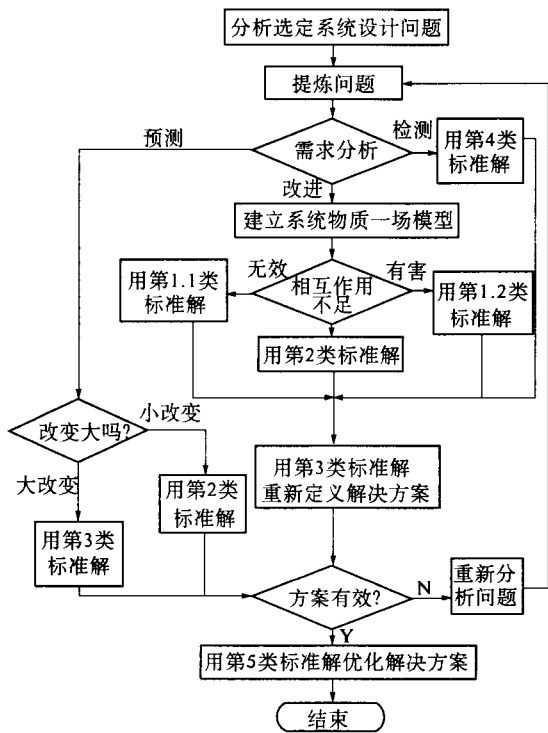 分析选定系统设计问题
提炼问题
预测
检测
需求分析
用第4类
标准解
改进
建立系统物质一场模型
无效
有害
用第1.1类
标准解
相互作用
不足
用第1.2类
标准解
用第2类标准解
小改变
改变大吗?
大改变
用第2类
标准解
用第3类标准解
重新定义解决方案
用第3类
标准解
方案有效?
N
重新分
析问题
Y
用第5类标准解优化解决方案
结束